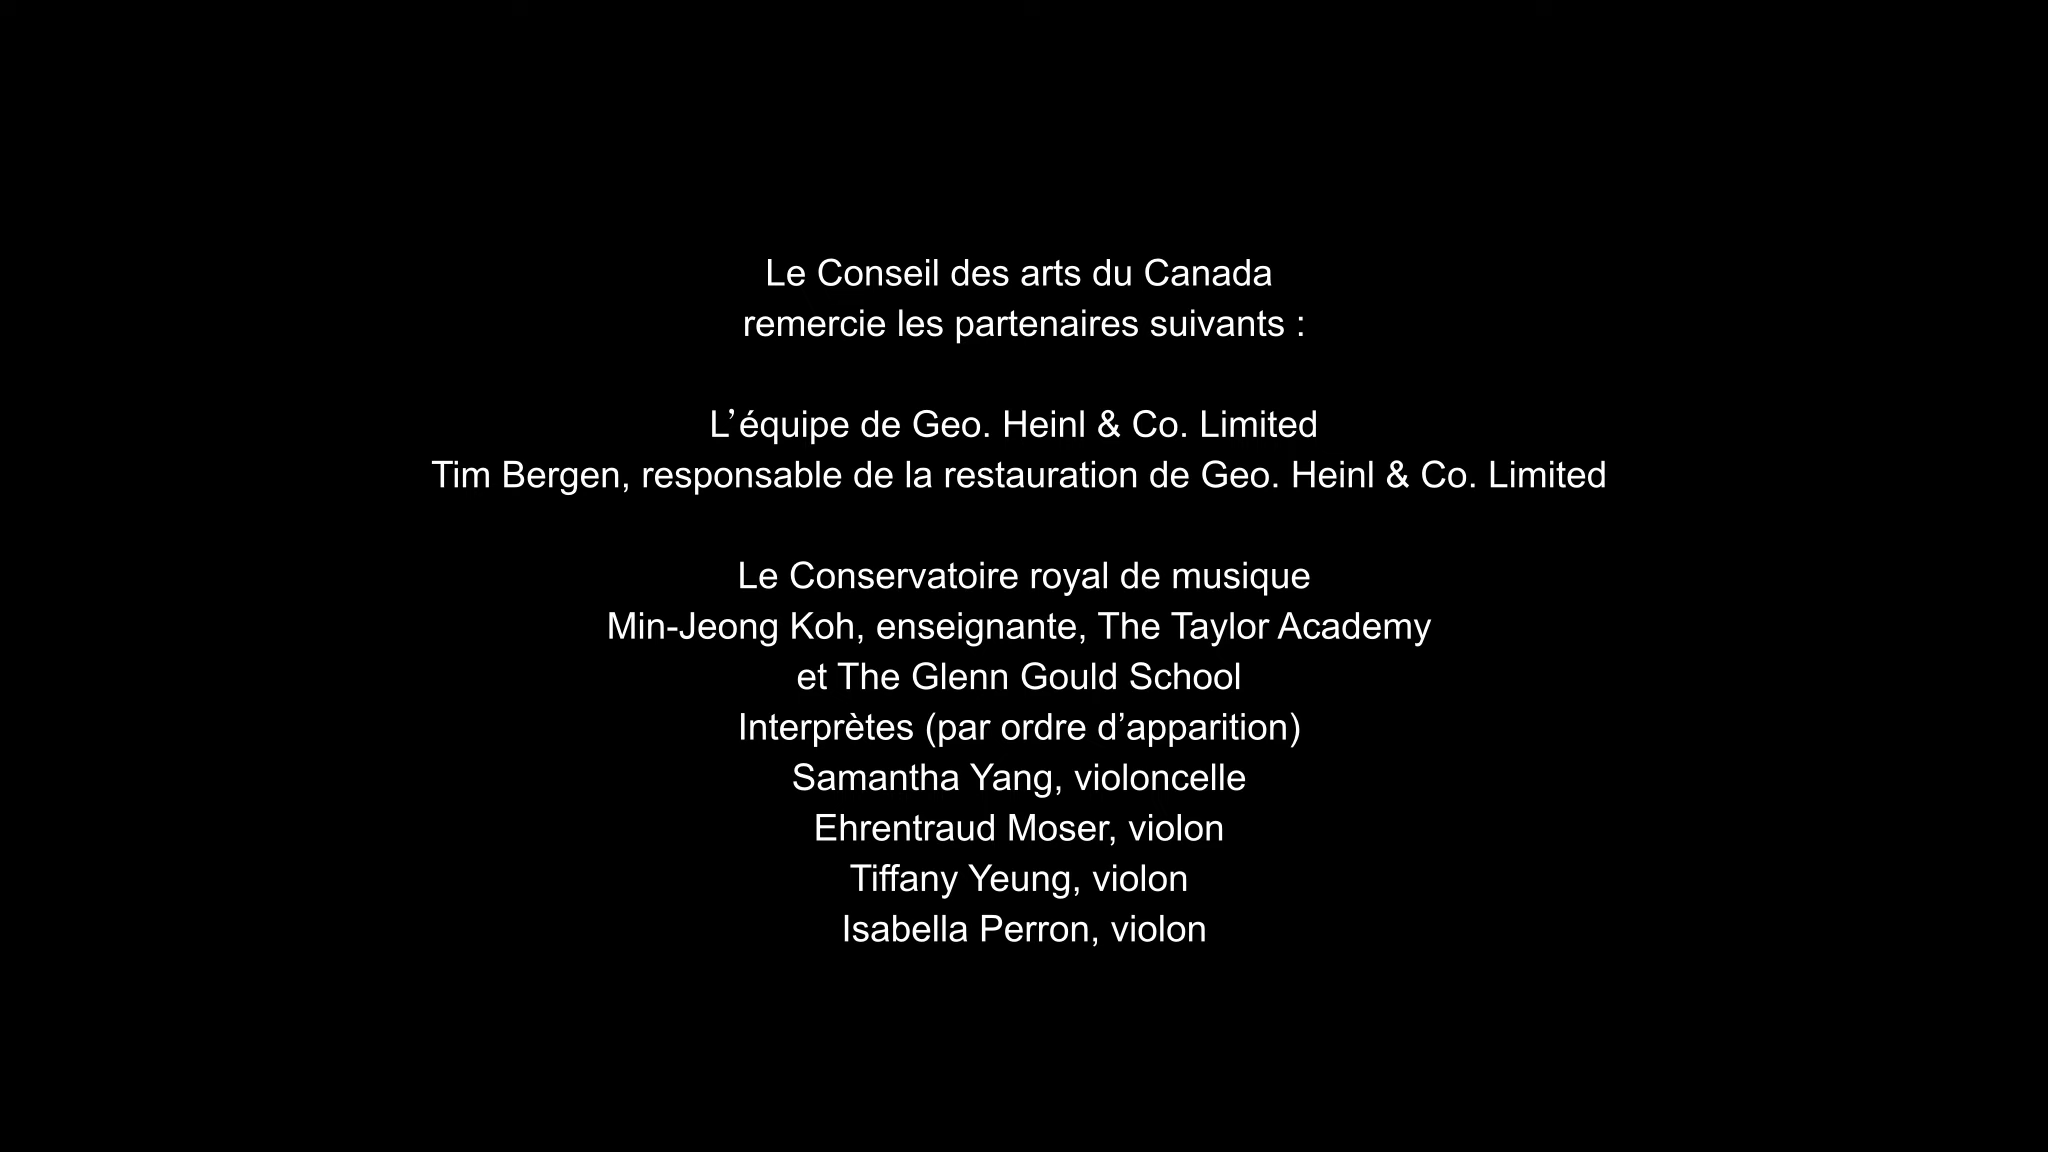 Le Conseil des arts du Canada
remercie les partenaires suivants :
L’équipe de Geo. Heinl & Co. Limited
Tim Bergen, responsable de la restauration de Geo. Heinl & Co. Limited
Le Conservatoire royal de musique
Min-Jeong Koh, enseignante, The Taylor Academy
et The Glenn Gould School
Interprètes (par ordre d’apparition)
Samantha Yang, violoncelle
Ehrentraud Moser, violon
Tiffany Yeung, violon
Isabella Perron, violon